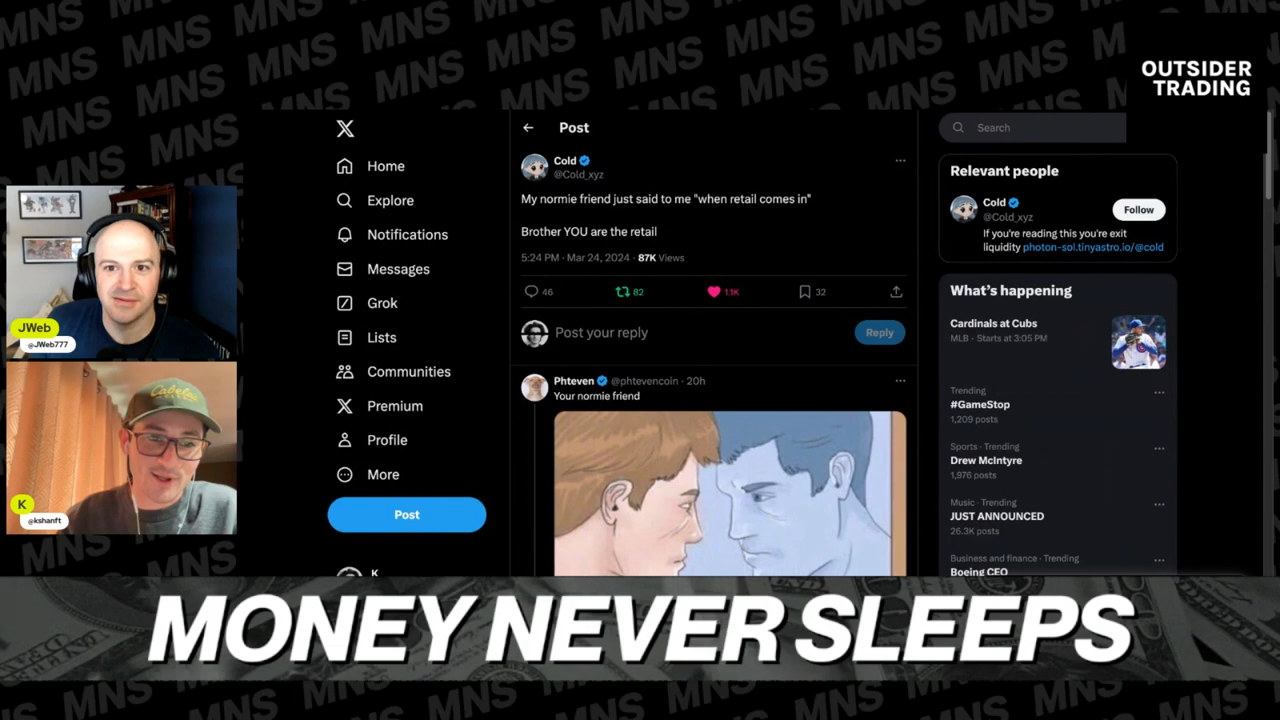 OUTSIDER
TRADING
Home
Explore
Notifications
Messages
Grok
Lists
Communities
Premium
Profile
More
Post
K
Post
Cold
@Cold_xyz
My normie friend just said to me "when retail comes in"
Brother YOU are the retail
5:24 PM · Mar 24, 2024 · 87K Views
46
82
1.1K
32
Post your reply
Reply
Phteven @phtevencoin · 20h
Your normie friend
Search
Relevant people
Cold
@Cold_xyz
Follow
If you're reading this you're exit
liquidity photon-sol.tinyastro.io/@cold
What's happening
Cardinals at Cubs
MLB · Starts at 3:05 PM
Trending
#GameStop
1,209 posts
Sports · Trending
Drew McIntyre
1,976 posts
Music · Trending
JUST ANNOUNCED
26.3K posts
Business and finance · Trending
Boeing CEO
JWeb
@JWeb777
Cabela's
K
@kshanft
MONEY NEVER SLEEPS
MNS